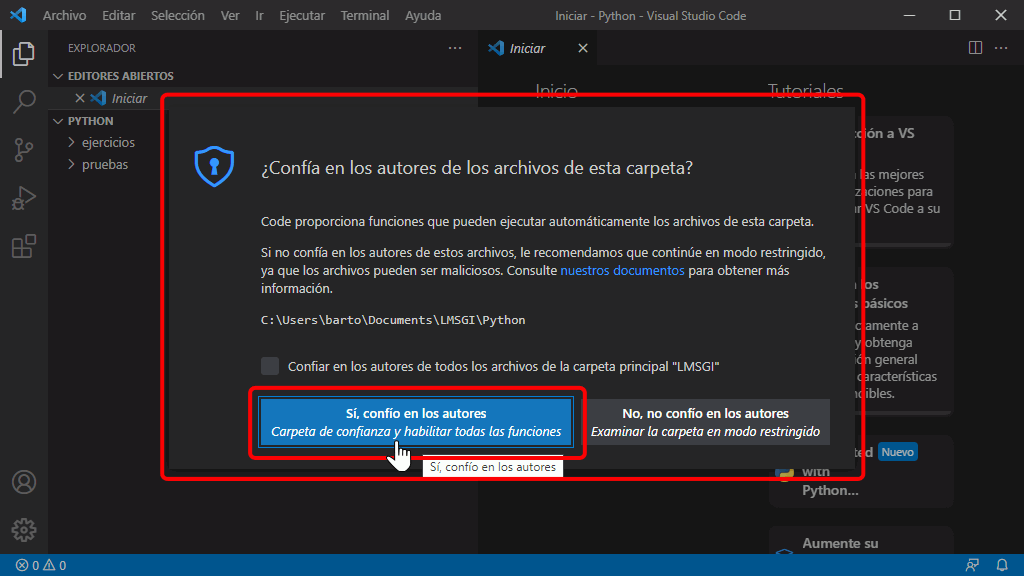 Archivo Editar Selección Ver Ir Ejecutar Terminal Ayuda
Iniciar - Python - Visual Studio Code
EXPLORADOR
Iniciar
EDITORES ABIERTOS
Iniciar
PYTHON
ejercicios
pruebas
Inicio
Tutoriales
¿Confía en los autores de los archivos de esta carpeta?
Code proporciona funciones que pueden ejecutar automáticamente los archivos de esta carpeta.
Si no confía en los autores de estos archivos, le recomendamos que continúe en modo restringido,
ya que los archivos pueden ser maliciosos. Consulte nuestros documentos para obtener más
información.
C:\Users\barto\Documents\LMSGI\Python
Confiar en los autores de todos los archivos de la carpeta principal "LMSGI"
Sí, confío en los autores
Carpeta de confianza y habilitar todas las funciones
No, no confío en los autores
Examinar la carpeta en modo restringido
Sí, confío en los autores
a VS
las mejores
para
VS Code a su
los
básicos
a
y obtenga
general
características
Nuevo
with
Python...
Aumente su
0 0